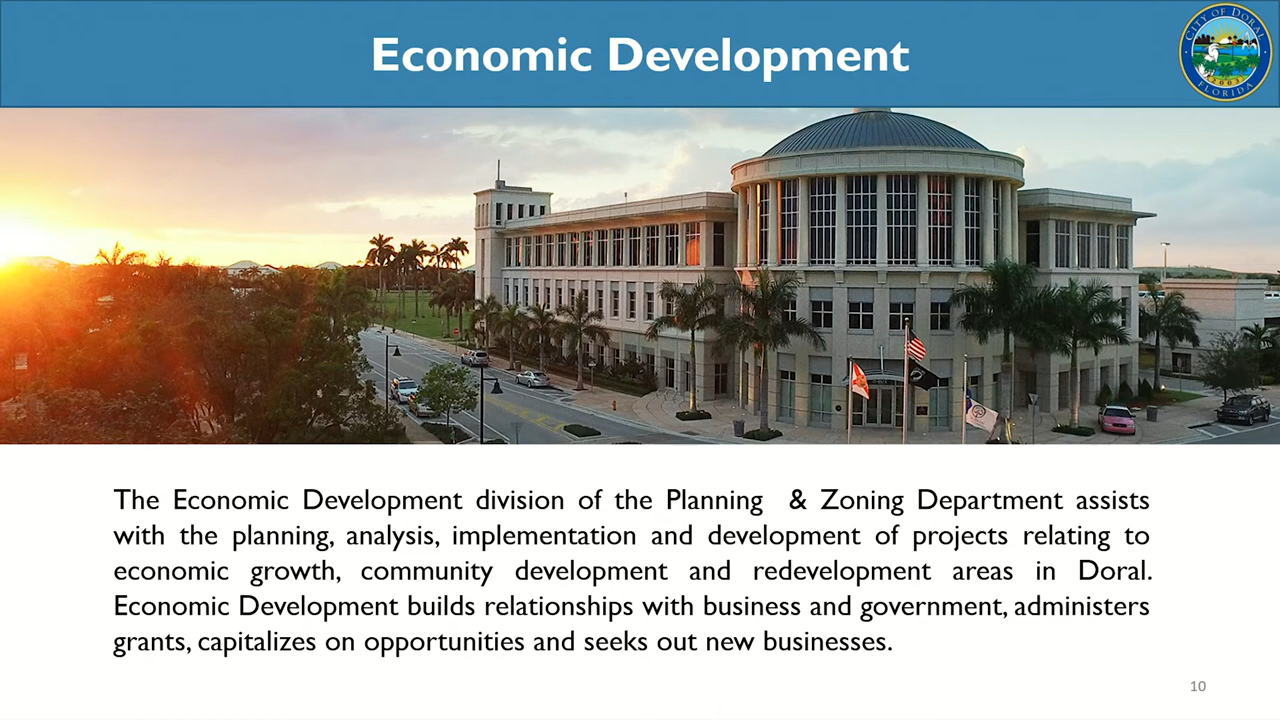 Economic Development
CITY OF DORAL
2003
FLORIDA
The Economic Development division of the Planning & Zoning Department assists
with the planning, analysis, implementation and development of projects relating to
economic growth, community development and redevelopment areas in Doral.
Economic Development builds relationships with business and government, administers
grants, capitalizes on opportunities and seeks out new businesses.
10